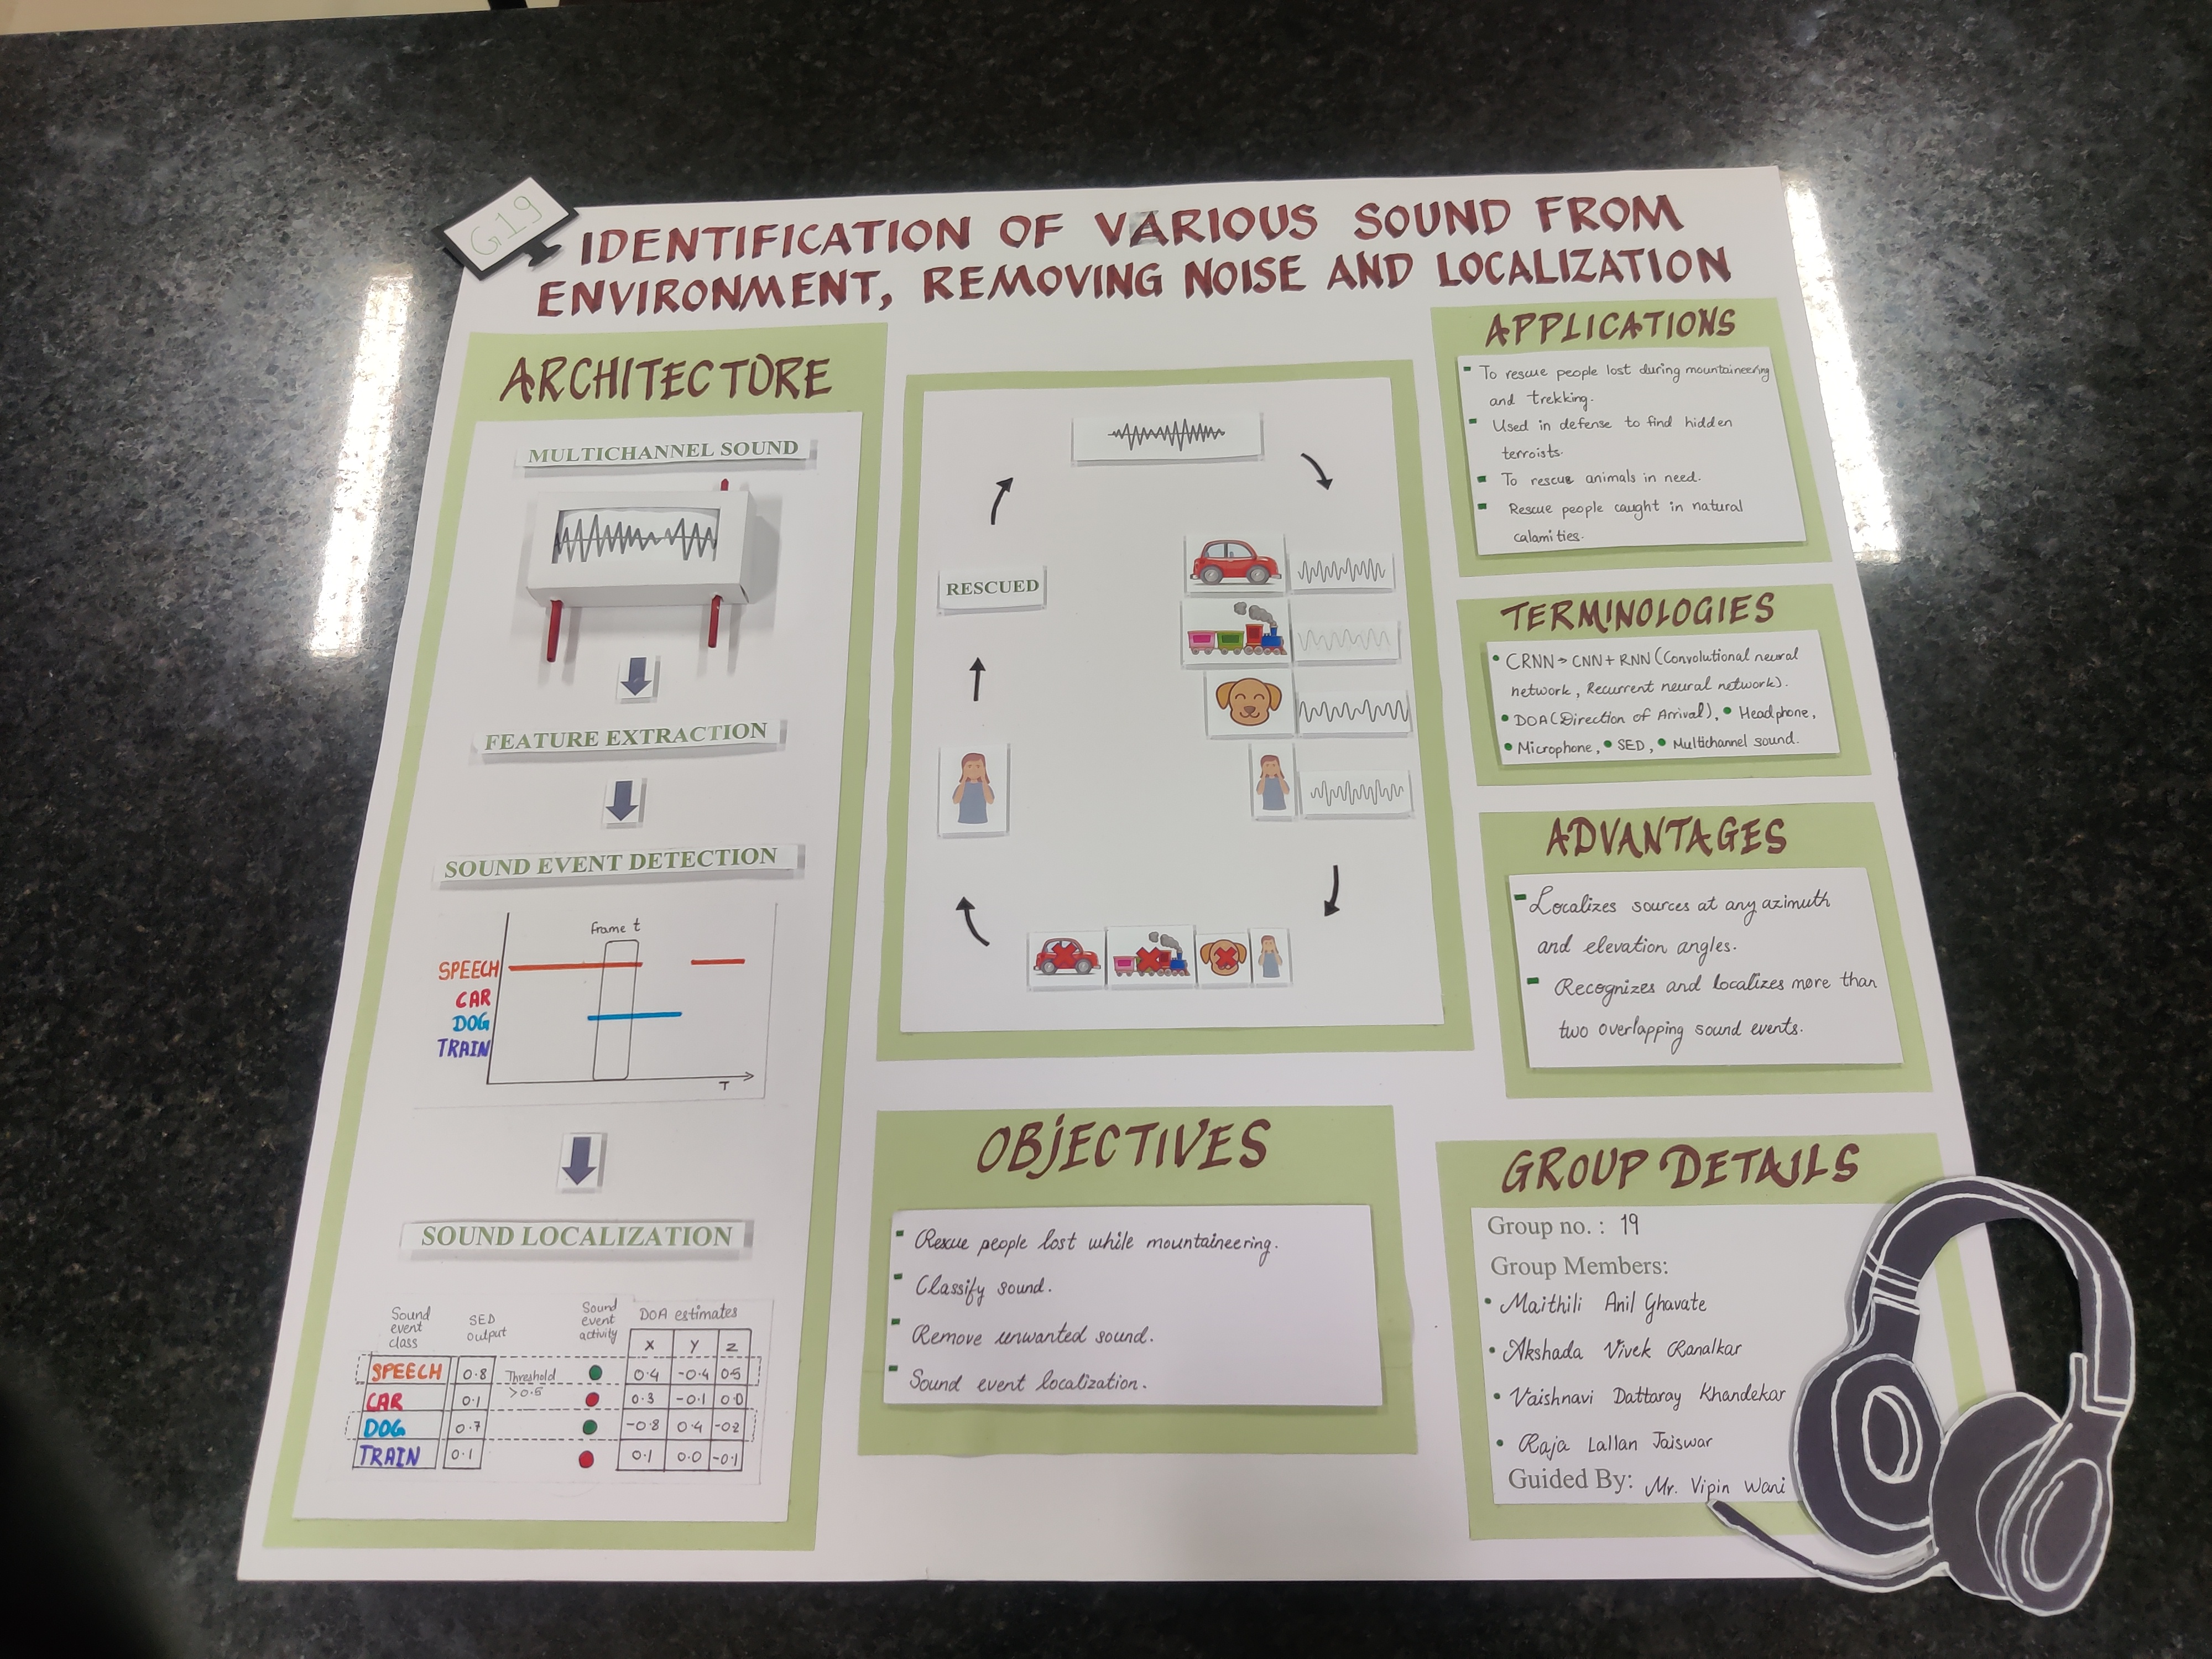 G19
IDENTIFICATION OF VARIOUS SOUND FROM
ENVIRONMENT, REMOVING NOISE AND LOCALIZATION
ARCHITECTURE
MULTICHANNEL SOUND
FEATURE EXTRACTION
SOUND EVENT DETECTION
Frame t
SPEECH
CAR
DOG
TRAIN
T
SOUND LOCALIZATION
Sound event class SED output Sound event activity DOA estimates
X Y Z
SPEECH 0.8 Threshold >0.5 0.4 -0.4 0.5
CAR 0.1 0.3 -0.1 0.0
DOG 0.7 -0.8 0.4 -0.2
TRAIN 0.1 0.1 0.0 -0.1
RESCUED
OBJECTIVES
Rescue people lost while mountaineering.
Classify sound.
Remove unwanted sound.
Sound event localization.
APPLICATIONS
To rescue people lost during mountaineering
and trekking.
Used in defense to find hidden
terroists.
To rescue animals in need.
Rescue people caught in natural
calamities.
TERMINOLOGIES
• CRNN → CNN + RNN (Convolutional neural
network, Recurrent neural network).
• DOA (Direction of Arrival), • Headphone,
• Microphone, • SED, • Multichannel sound.
ADVANTAGES
Localizes sources at any azimuth
and elevation angles.
Recognizes and localizes more than
two overlapping sound events.
GROUP DETAILS
Group no. : 19
Group Members:
• Maithili Anil Ghavate
• Akshada Vivek Ranalkar
• Vaishnavi Dattaray Khandekar
• Raja Lallan Jaiswar
Guided By: Mr. Vipin Wani